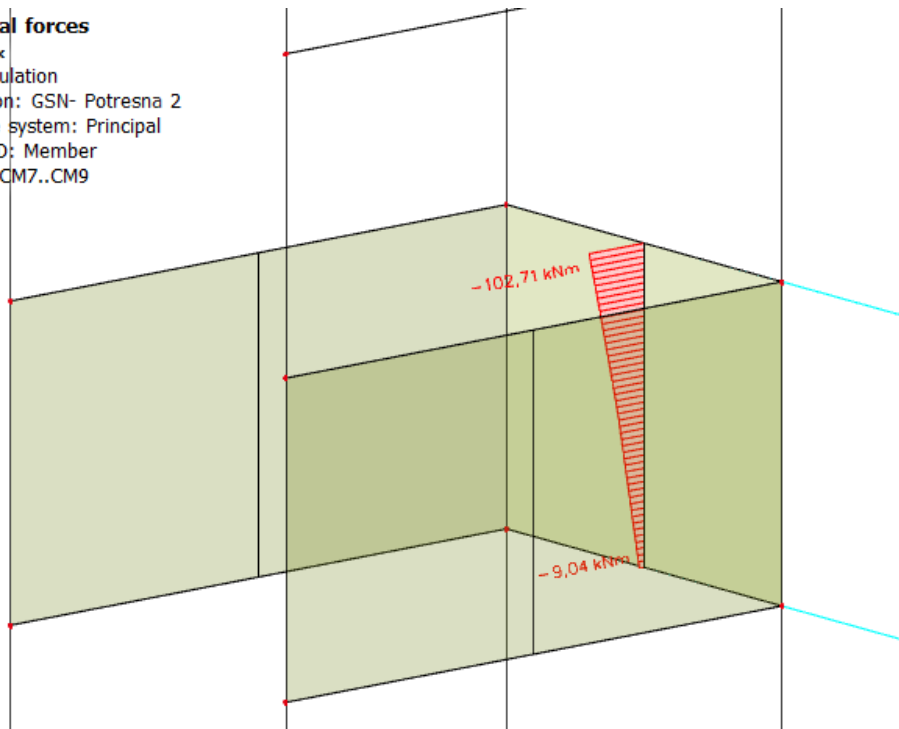 al forces
ulation
on: GSN- Potresna 2
system: Principal
D: Member
CM7..CM9
-102,71 kNm
-9,04 kNm